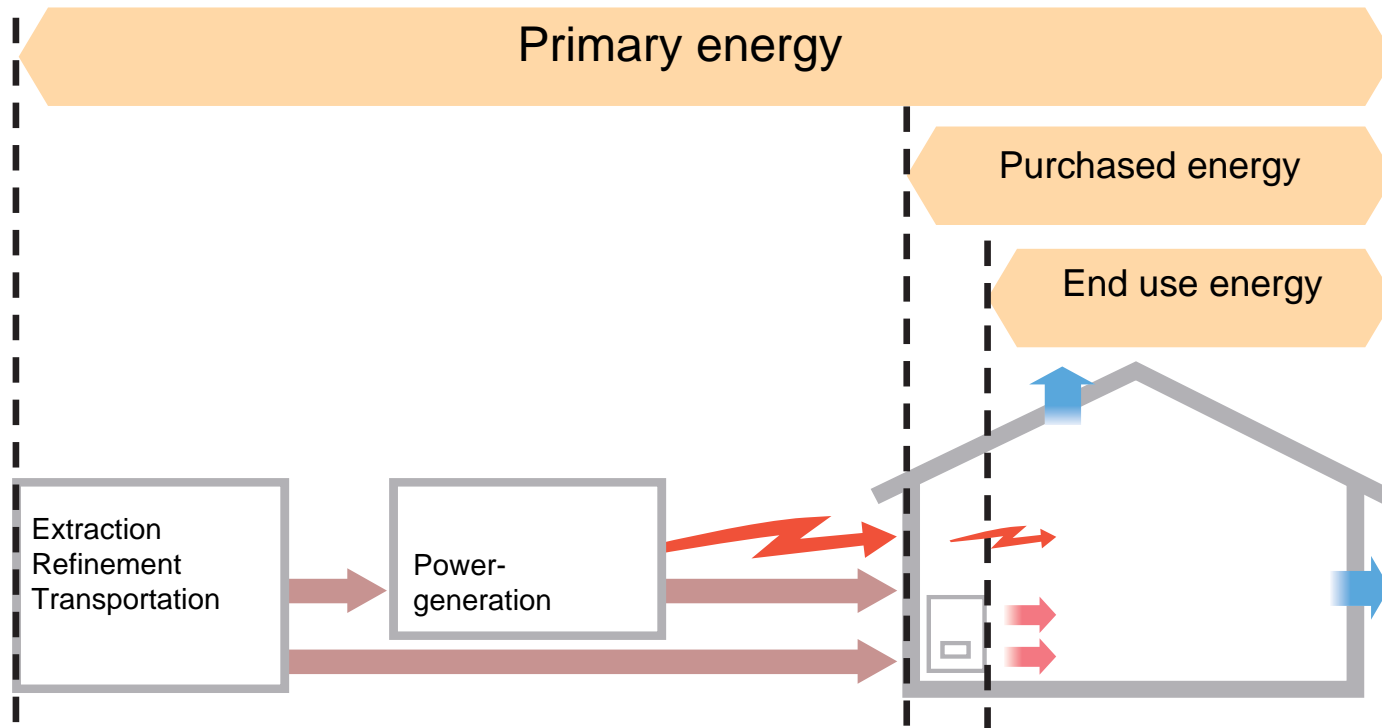 Primary energy
Purchased energy
End use energy
Extraction
Refinement
Transportation
Power-
generation